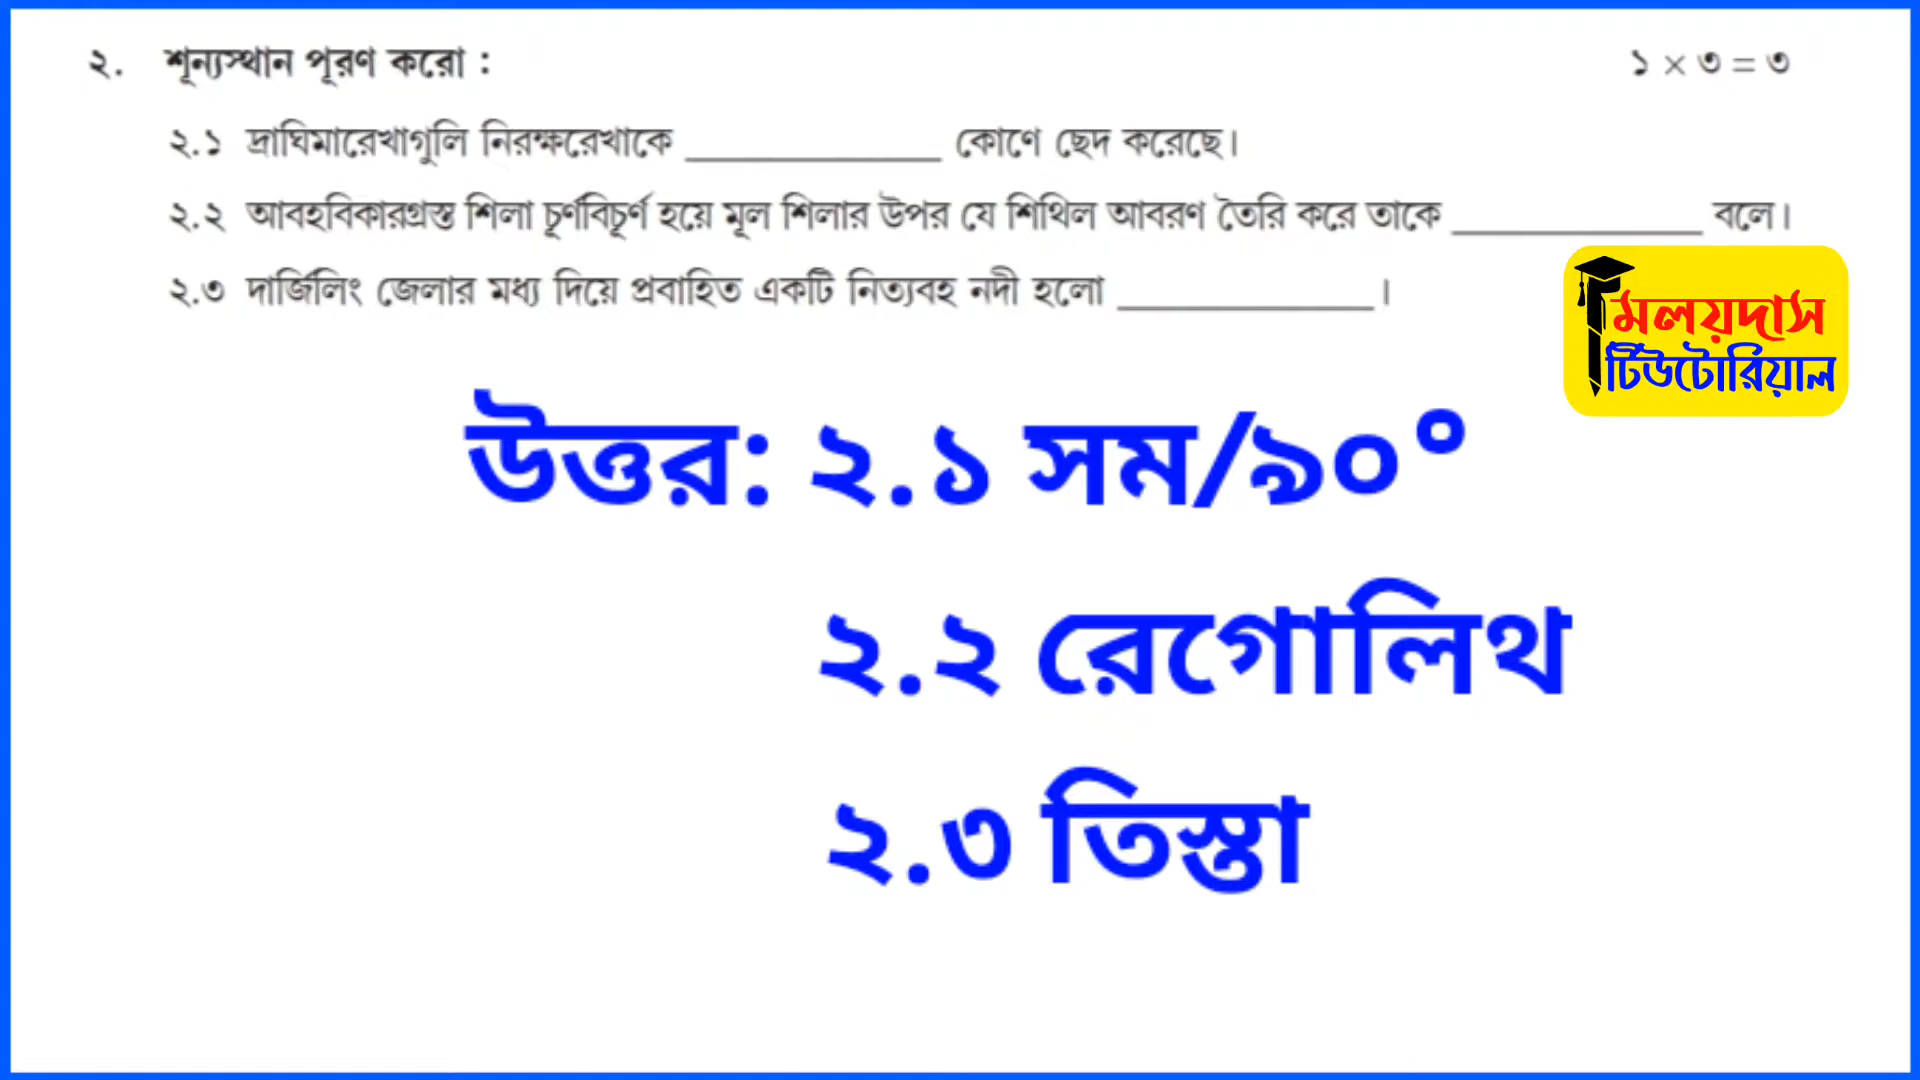 ২. শূন্যস্থান পূরণ করো : ১ × ৩ = ৩
২.১ দ্রাঘিমারেখাগুলি নিরক্ষরেখাকে ____________ কোণে ছেদ করেছে।
২.২ আবহবিকারগ্রস্ত শিলা চূর্ণবিচূর্ণ হয়ে মূল শিলার উপর যে শিথিল আবরণ তৈরি করে তাকে ____________ বলে।
২.৩ দার্জিলিং জেলার মধ্য দিয়ে প্রবাহিত একটি নিত্যবহ নদী হলো ____________।
মলয়দাস
টিউটোরিয়াল
উত্তর: ২.১ সম/৯০°
২.২ রেগোলিথ
২.৩ তিস্তা